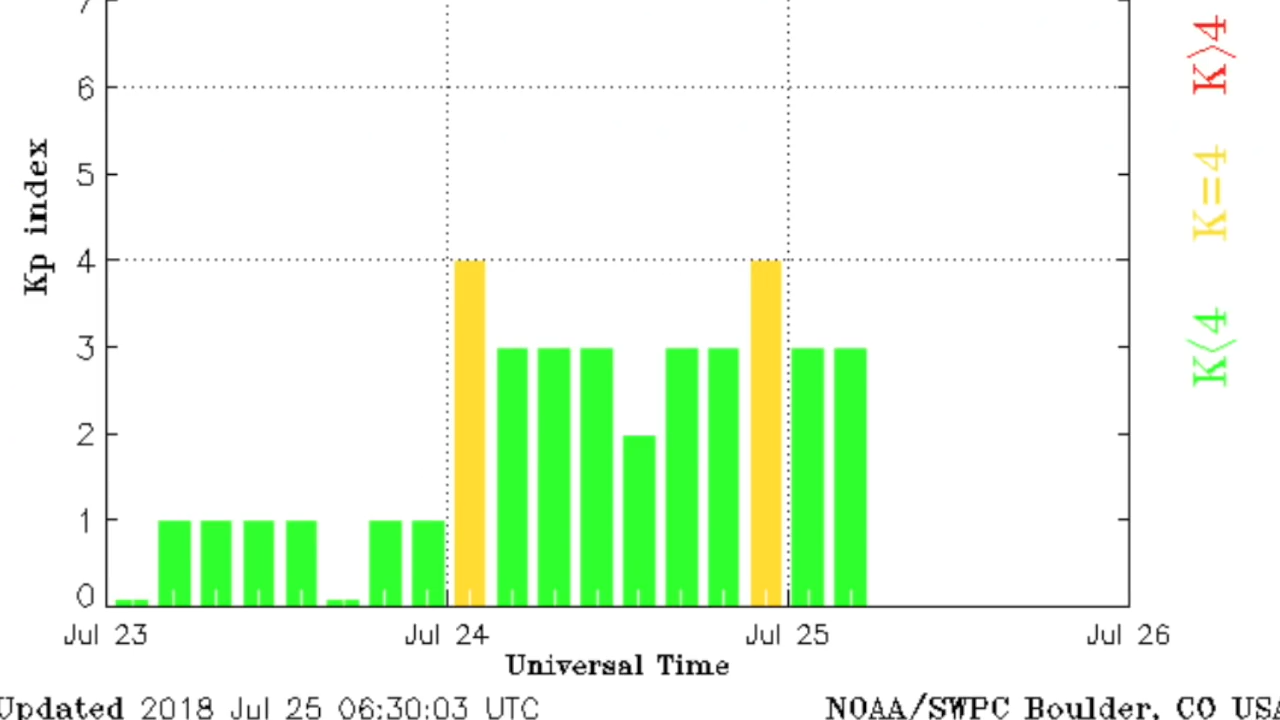 7
6
5
4
3
2
1
0
Kp index
Jul 23 Jul 24 Jul 25 Jul 26
Universal Time
Updated 2018 Jul 25 06:30:03 UTC NOAA/SWPC Boulder, CO USA
K>4
K=4
K<4